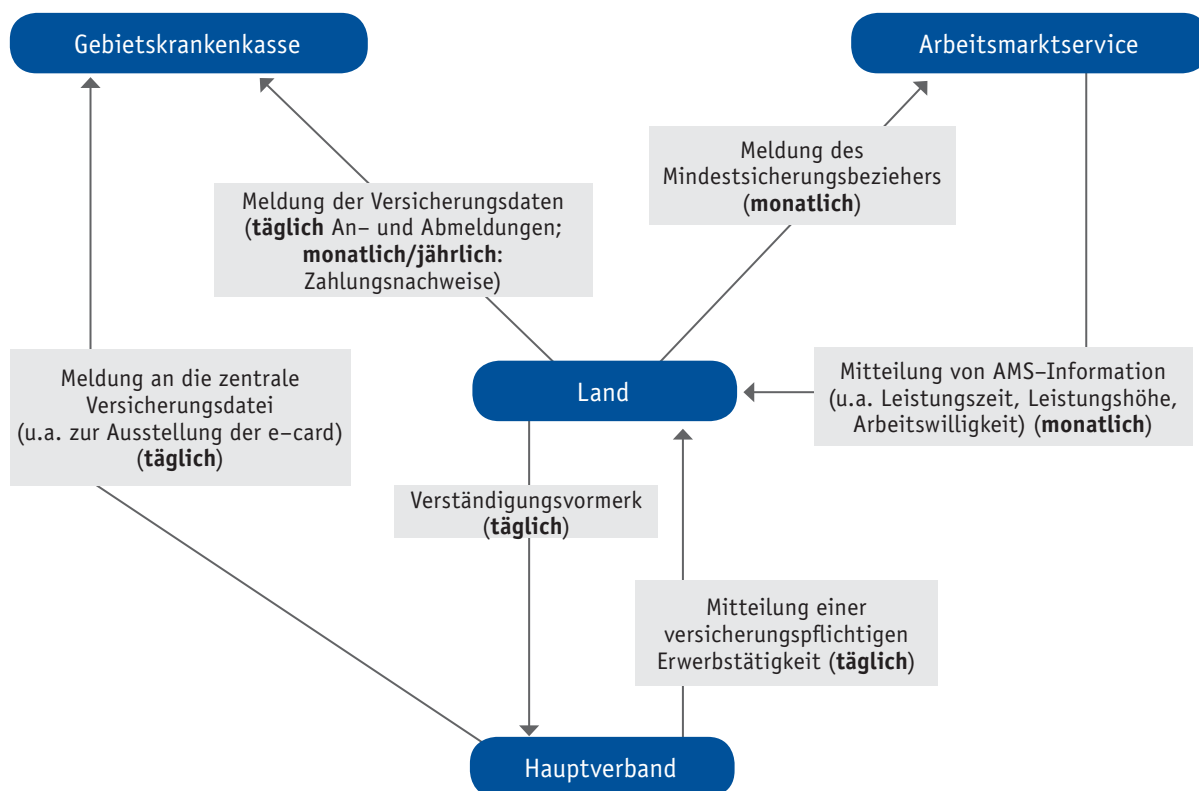 Gebietskrankenkasse
Arbeitsmarktservice
Meldung des
Mindestsicherungsbeziehers
(monatlich)
Meldung der Versicherungsdaten
(täglich An– und Abmeldungen;
monatlich/jährlich:
Zahlungsnachweise)
Meldung an die zentrale
Versicherungsdatei
(u.a. zur Ausstellung der e–card)
(täglich)
Land
Mitteilung von AMS–Information
(u.a. Leistungszeit, Leistungshöhe,
Arbeitswilligkeit) (monatlich)
Verständigungsvormerk
(täglich)
Mitteilung einer
versicherungspflichtigen
Erwerbstätigkeit (täglich)
Hauptverband